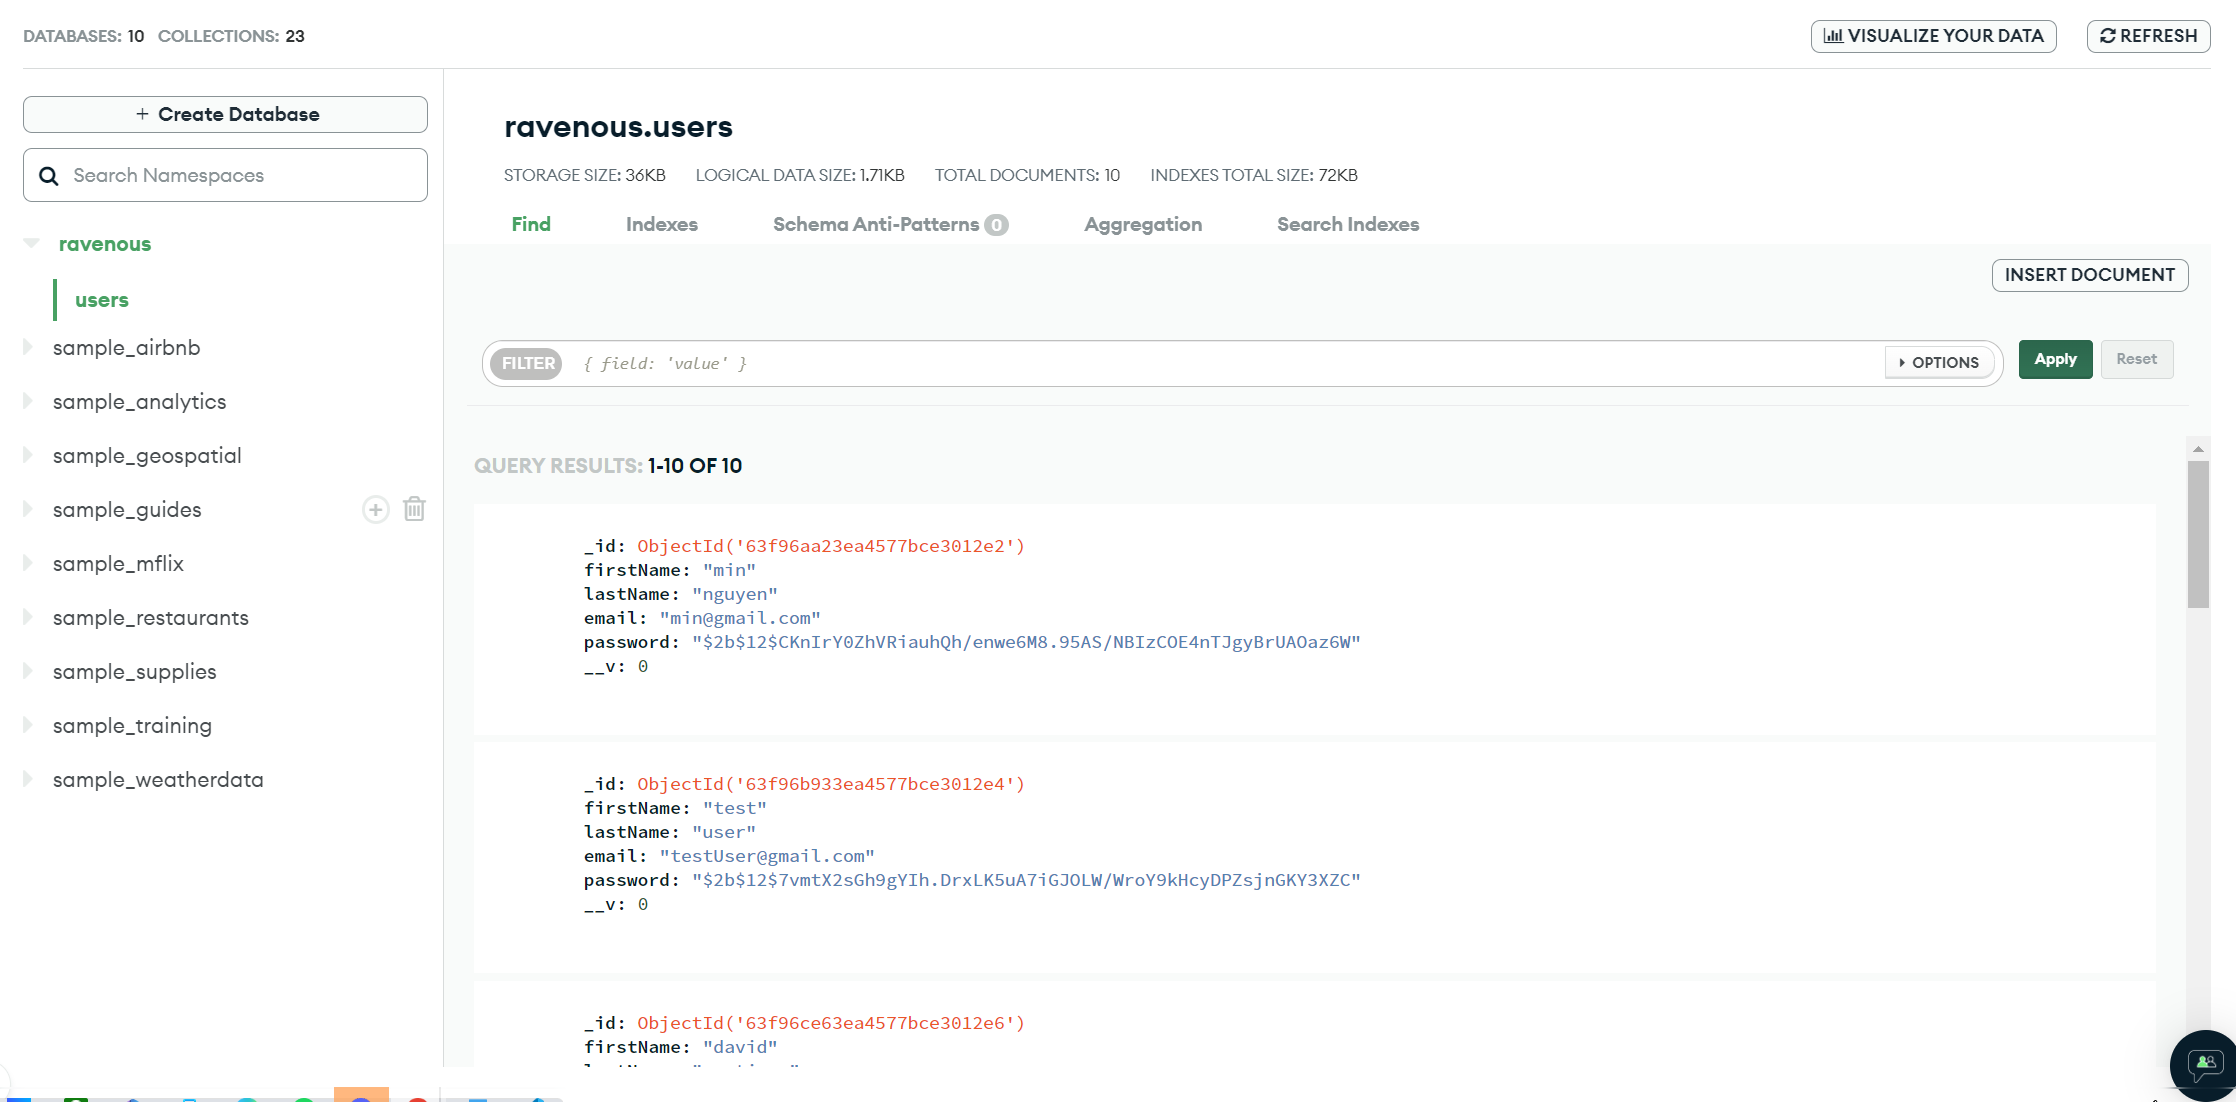 DATABASES: 10 COLLECTIONS: 23
VISUALIZE YOUR DATA
REFRESH
+ Create Database
Search Namespaces
ravenous
users
sample_airbnb
sample_analytics
sample_geospatial
sample_guides
sample_mflix
sample_restaurants
sample_supplies
sample_training
sample_weatherdata
ravenous.users
STORAGE SIZE: 36KB LOGICAL DATA SIZE: 1.71KB TOTAL DOCUMENTS: 10 INDEXES TOTAL SIZE: 72KB
Find Indexes Schema Anti-Patterns 0 Aggregation Search Indexes
INSERT DOCUMENT
FILTER { field: 'value' } OPTIONS Apply Reset
QUERY RESULTS: 1-10 OF 10
_id: ObjectId('63f96aa23ea4577bce3012e2')
firstName: "min"
lastName: "nguyen"
email: "min@gmail.com"
password: "$2b$12$CKnIrY0ZhVRiauhQh/enwe6M8.95AS/NBIzCOE4nTJgyBrUAOaz6W"
__v: 0
_id: ObjectId('63f96b933ea4577bce3012e4')
firstName: "test"
lastName: "user"
email: "testUser@gmail.com"
password: "$2b$12$7vmtX2sGh9gYIh.DrxLK5uA7iGJOLW/WroY9kHcyDPZsjnGKY3XZC"
__v: 0
_id: ObjectId('63f96ce63ea4577bce3012e6')
firstName: "david"